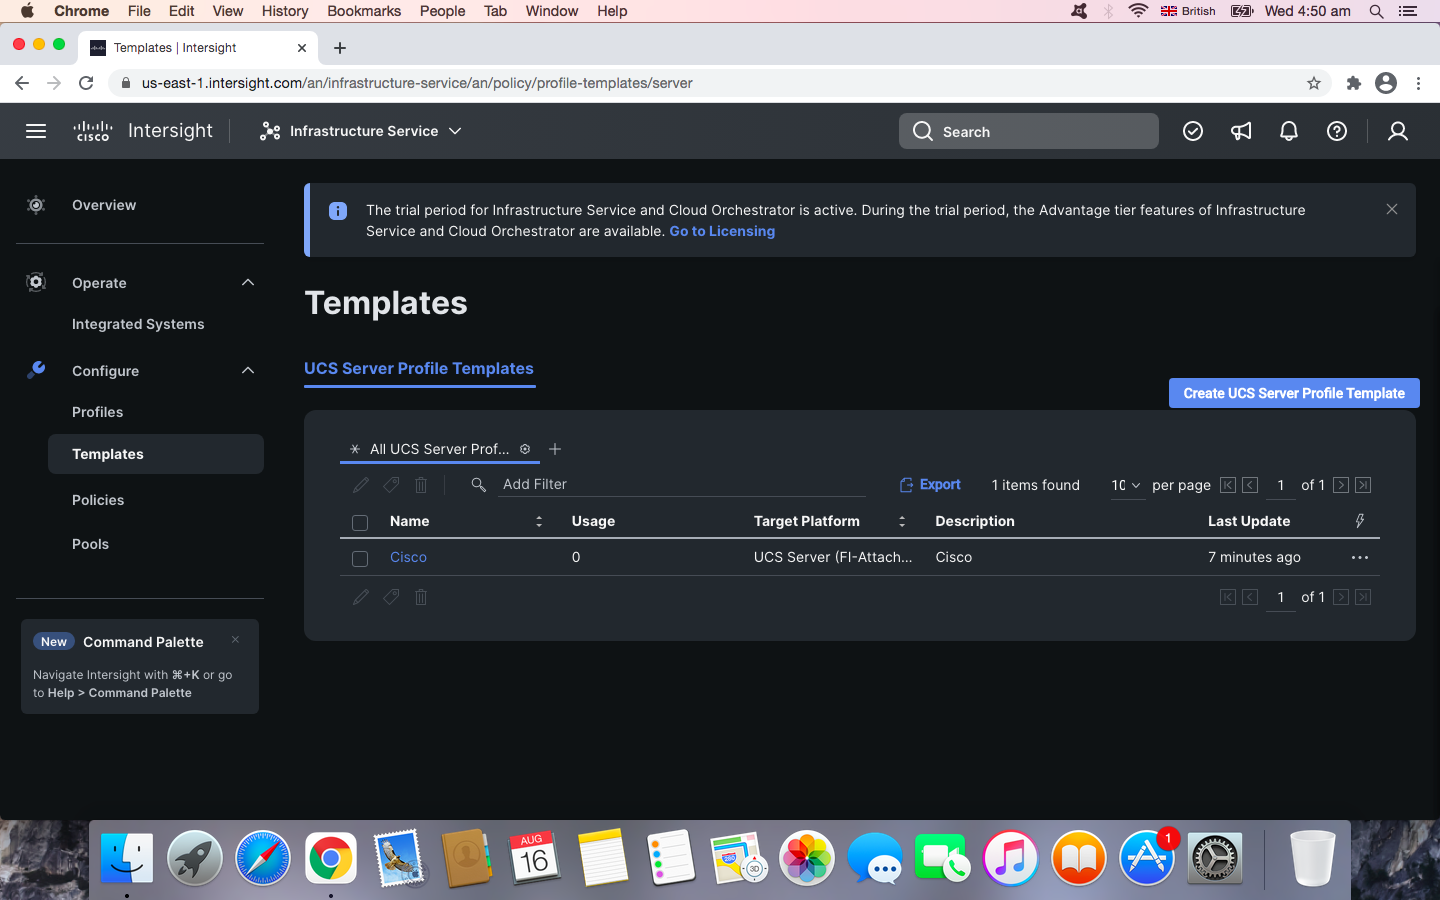 Chrome File Edit View History Bookmarks People Tab Window Help British Wed 4:50 am
Templates | Intersight
us-east-1.intersight.com/an/infrastructure-service/an/policy/profile-templates/server
CISCO Intersight Infrastructure Service Search
Overview
Operate
Integrated Systems
Configure
Profiles
Templates
Policies
Pools
New Command Palette
Navigate Intersight with ⌘+K or go
to Help > Command Palette
The trial period for Infrastructure Service and Cloud Orchestrator is active. During the trial period, the Advantage tier features of Infrastructure
Service and Cloud Orchestrator are available. Go to Licensing
Templates
UCS Server Profile Templates
Create UCS Server Profile Template
All UCS Server Prof...
Add Filter Export 1 items found 10 per page 1 of 1
Name Usage Target Platform Description Last Update
Cisco 0 UCS Server (FI-Attach... Cisco 7 minutes ago
1 of 1
AUG
16
280
3D
1